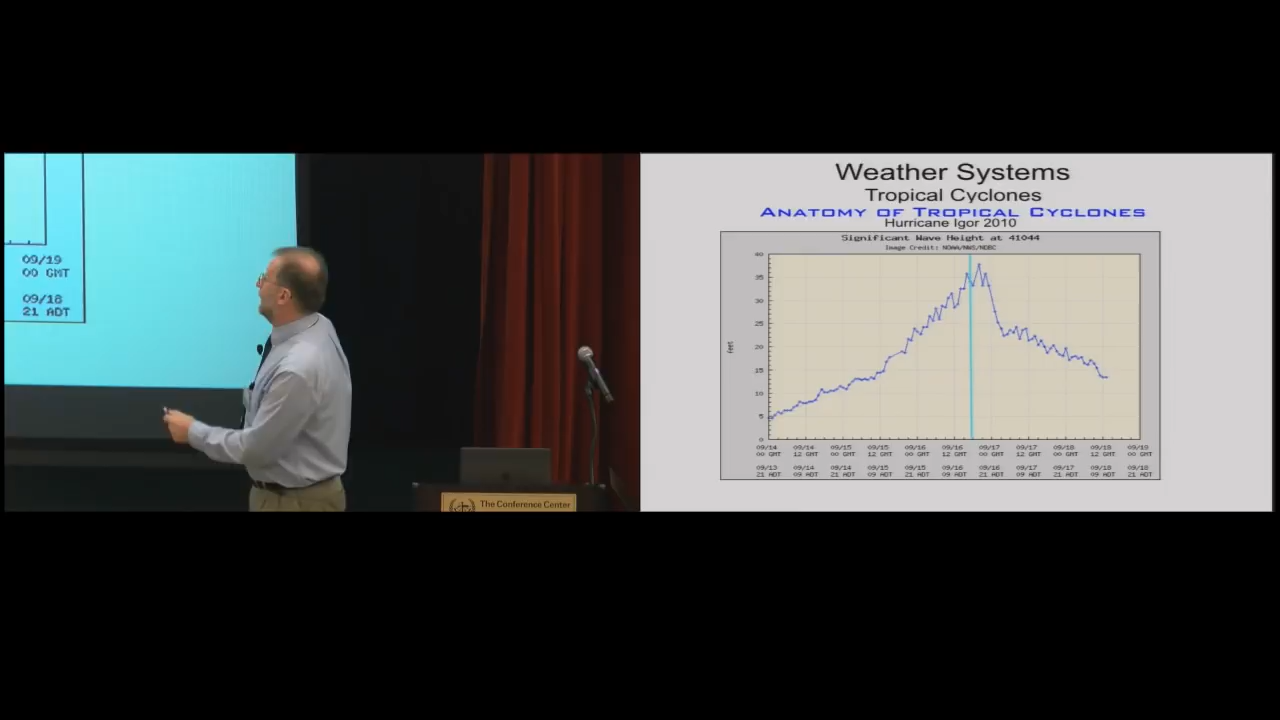 09/19
00 GMT
09/18
21 ADT
The Conference Center
Weather Systems
Tropical Cyclones
ANATOMY OF TROPICAL CYCLONES
Hurricane Igor 2010
Significant Wave Height at 41044
Image Credit: NOAA/NWS/NDBC
40
35
30
25
20
15
10
5
0
feet
09/14 09/14 09/15 09/15 09/16 09/16 09/17 09/17 09/18 09/18 09/19
00 GMT 12 GMT 00 GMT 12 GMT 00 GMT 12 GMT 00 GMT 12 GMT 00 GMT 12 GMT 00 GMT
09/13 09/14 09/14 09/15 09/15 09/16 09/16 09/17 09/17 09/18 09/18
21 ADT 09 ADT 21 ADT 09 ADT 21 ADT 09 ADT 21 ADT 09 ADT 21 ADT 09 ADT 21 ADT